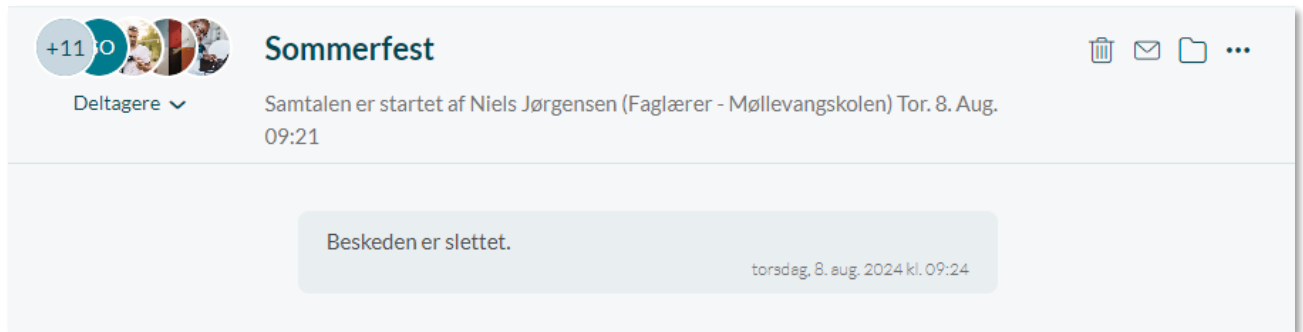 +11
Sommerfest
Deltagere
Samtalen er startet af Niels Jørgensen (Faglærer - Møllevangskolen) Tor. 8. Aug.
09:21
Beskeden er slettet.
torsdag, 8. aug. 2024 kl. 09:24